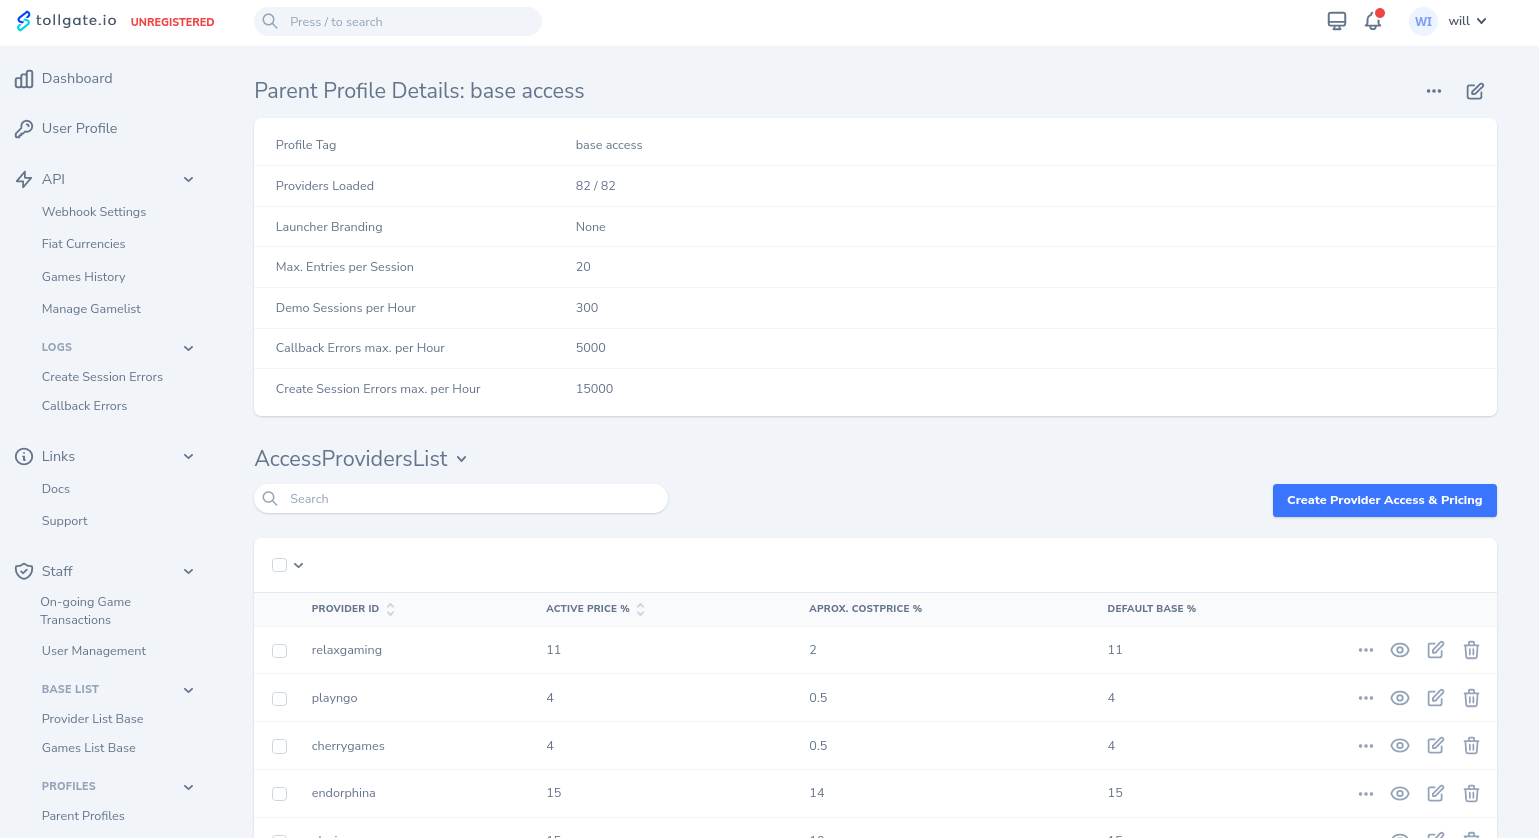 tollgate.io UNREGISTERED
Press / to search
WI will
Dashboard
User Profile
API
Webhook Settings
Fiat Currencies
Games History
Manage Gamelist
LOGS
Create Session Errors
Callback Errors
Links
Docs
Support
Staff
On-going Game
Transactions
User Management
BASE LIST
Provider List Base
Games List Base
PROFILES
Parent Profiles
Parent Profile Details: base access
Profile Tag base access
Providers Loaded 82 / 82
Launcher Branding None
Max. Entries per Session 20
Demo Sessions per Hour 300
Callback Errors max. per Hour 5000
Create Session Errors max. per Hour 15000
AccessProvidersList
Search
Create Provider Access & Pricing
PROVIDER ID ACTIVE PRICE % APROX. COSTPRICE % DEFAULT BASE %
relaxgaming 11 2 11
playngo 4 0.5 4
cherrygames 4 0.5 4
endorphina 15 14 15